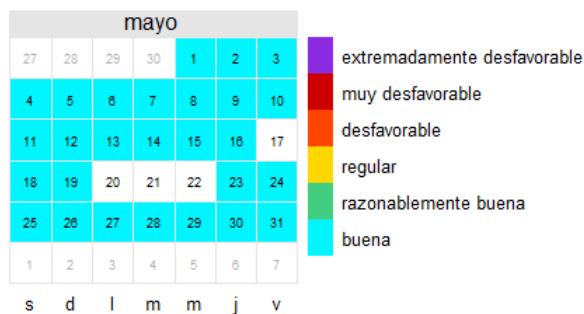 mayo
27 28 29 30 1 2 3
4 5 6 7 8 9 10
11 12 13 14 15 16 17
18 19 20 21 22 23 24
25 26 27 28 29 30 31
1 2 3 4 5 6 7
s d l m m j v
extremadamente desfavorable
muy desfavorable
desfavorable
regular
razonablemente buena
buena